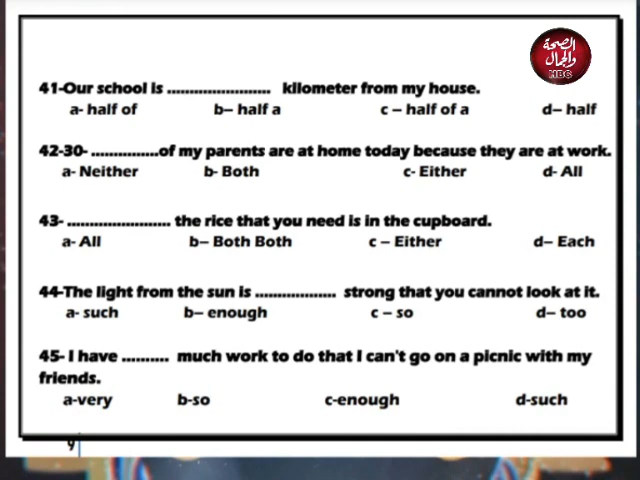 الصحة
والجمال
MBC
41-Our school is ........................ kilometer from my house.
a- half of b– half a c – half of a d– half
42-30- ...............of my parents are at home today because they are at work.
a- Neither b- Both c- Either d- All
43- ........................ the rice that you need is in the cupboard.
a- All b– Both Both c – Either d– Each
44-The light from the sun is .................. strong that you cannot look at it.
a- such b– enough c – so d– too
45- I have .......... much work to do that I can't go on a picnic with my
friends.
a-very b-so c-enough d-such
9